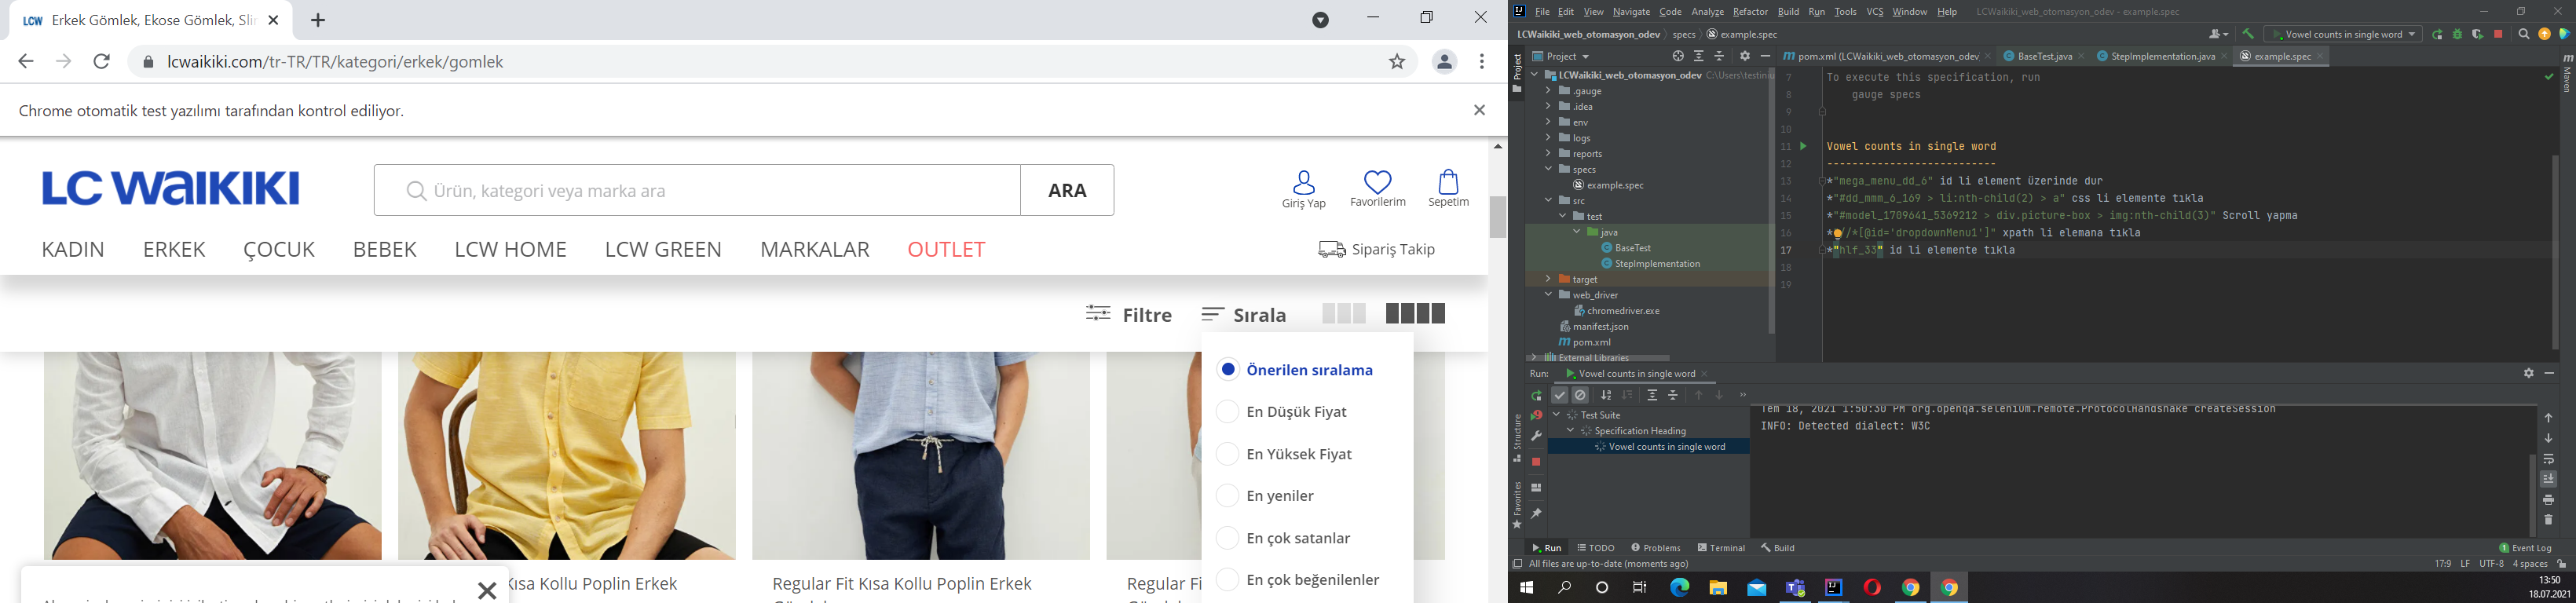 LCW Erkek Gömlek, Ekose Gömlek, Slim
lcwaikiki.com/tr-TR/TR/kategori/erkek/gomlek
Chrome otomatik test yazılımı tarafından kontrol ediliyor.
LC WAIKIKI
Ürün, kategori veya marka ara
ARA
Giriş Yap
Favorilerim
Sepetim
KADIN ERKEK ÇOCUK BEBEK LCW HOME LCW GREEN MARKALAR OUTLET
Sipariş Takip
Filtre
Sırala
Önerilen sıralama
En Düşük Fiyat
En Yüksek Fiyat
En yeniler
En çok satanlar
En çok beğenilenler
Kısa Kollu Poplin Erkek
Regular Fit Kısa Kollu Poplin Erkek
Regular Fi
File Edit View Navigate Code Analyze Refactor Build Run Tools VCS Window Help LCWaikiki_web_otomasyon_odev - example.spec
LCWaikiki_web_otomasyon_odev specs example.spec
Vowel counts in single word
Project
pom.xml (LCWaikiki_web_otomasyon_odev) BaseTest.java StepImplementation.java example.spec
Project
Maven
LCWaikiki_web_otomasyon_odev C:\Users\testiniu
.gauge
.idea
env
logs
reports
specs
example.spec
src
test
java
BaseTest
StepImplementation
target
web_driver
chromedriver.exe
manifest.json
pom.xml
External Libraries
7 To execute this specification, run
8 gauge specs
9
10
11 Vowel counts in single word
12 ---------------------------
13 *"mega_menu_dd_6" id li element üzerinde dur
14 *"#dd_mmm_6_169 > li:nth-child(2) > a" css li elemente tıkla
15 *"#model_1709641_5369212 > div.picture-box > img:nth-child(3)" Scroll yapma
16 *"//*[@id='dropdownMenu1']" xpath li elemana tıkla
17 *"hlf_33" id li elemente tıkla
18
19
Run: Vowel counts in single word
Test Suite
Specification Heading
Vowel counts in single word
Tem 18, 2021 1:50:30 PM org.openqa.selenium.remote.ProtocolHandshake createSession
INFO: Detected dialect: W3C
Structure
Favorites
Run TODO Problems Terminal Build
1 Event Log
All files are up-to-date (moments ago)
17:9 LF UTF-8 4 spaces
13:50
18.07.2021